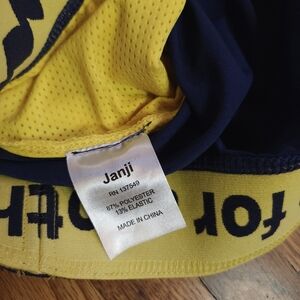 Janji
RN 137549
87% POLYESTER
13% ELASTIC
MADE IN CHINA
for